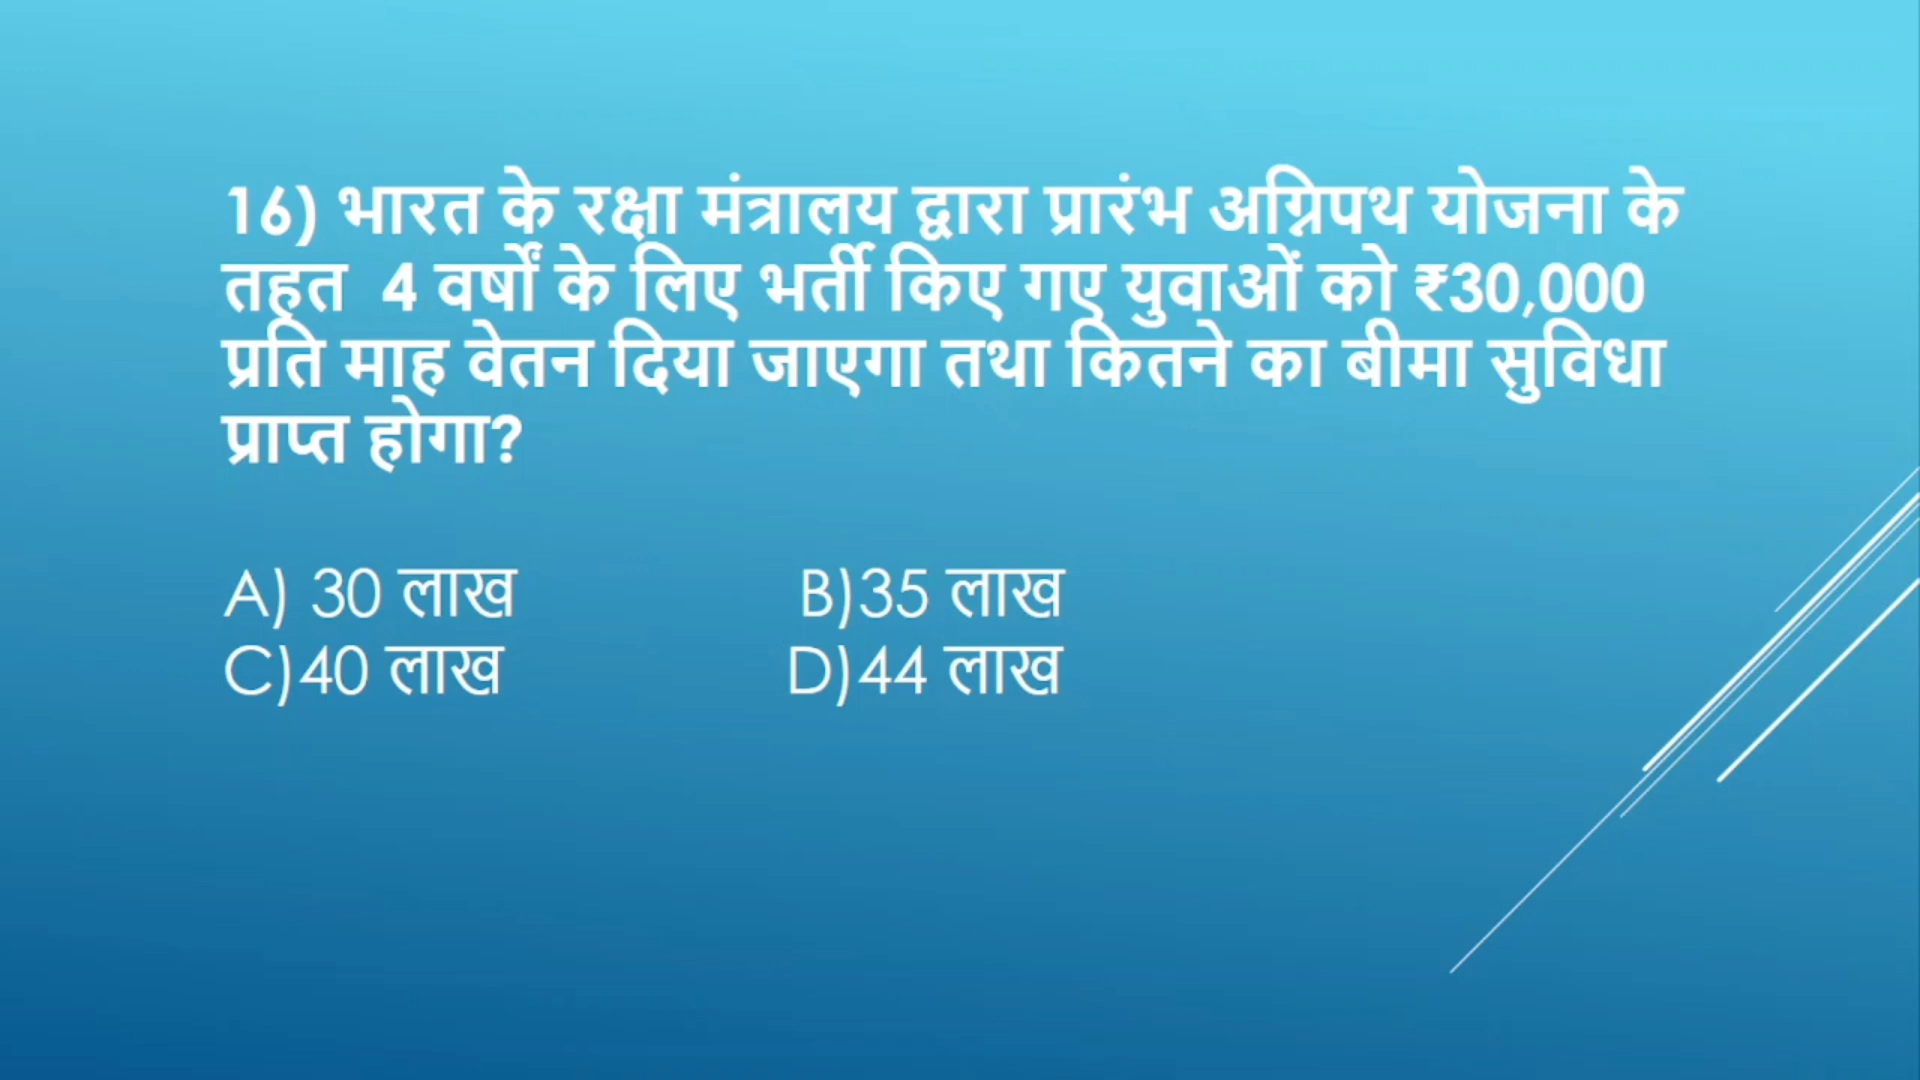 16) भारत के रक्षा मंत्रालय द्वारा प्रारंभ अग्निपथ योजना के
तहत 4 वर्षों के लिए भर्ती किए गए युवाओं को ₹30,000
प्रति माह वेतन दिया जाएगा तथा कितने का बीमा सुविधा
प्राप्त होगा?
A) 30 लाख B)35 लाख
C)40 लाख D)44 लाख